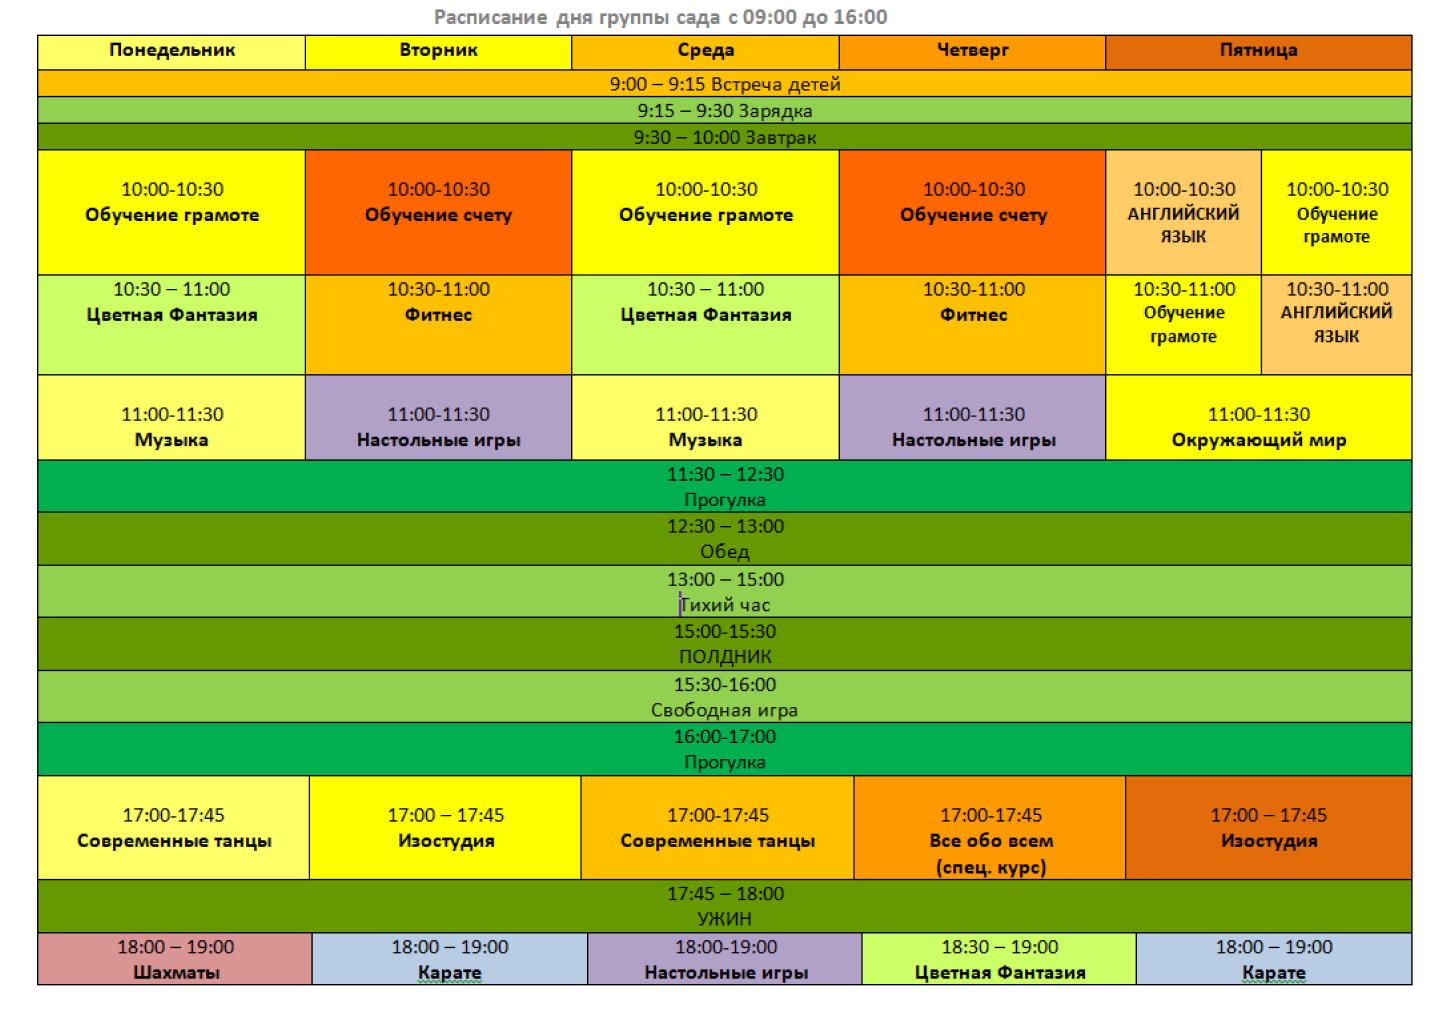 Расписание дня группы сада с 09:00 до 16:00
Понедельник Вторник Среда Четверг Пятница
9:00 – 9:15 Встреча детей
9:15 – 9:30 Зарядка
9:30 – 10:00 Завтрак
10:00-10:30 10:00-10:30 10:00-10:30 10:00-10:30 10:00-10:30 10:00-10:30
Обучение грамоте Обучение счету Обучение грамоте Обучение счету АНГЛИЙСКИЙ Обучение
ЯЗЫК грамоте
10:30 – 11:00 10:30-11:00 10:30 – 11:00 10:30-11:00 10:30-11:00 10:30-11:00
Цветная Фантазия Фитнес Цветная Фантазия Фитнес Обучение АНГЛИЙСКИЙ
грамоте ЯЗЫК
11:00-11:30 11:00-11:30 11:00-11:30 11:00-11:30 11:00-11:30
Музыка Настольные игры Музыка Настольные игры Окружающий мир
11:30 – 12:30
Прогулка
12:30 – 13:00
Обед
13:00 – 15:00
Тихий час
15:00-15:30
ПОЛДНИК
15:30-16:00
Свободная игра
16:00-17:00
Прогулка
17:00-17:45 17:00 – 17:45 17:00-17:45 17:00-17:45 17:00 – 17:45
Современные танцы Изостудия Современные танцы Все обо всем Изостудия
(спец. курс)
17:45 – 18:00
УЖИН
18:00 – 19:00 18:00 – 19:00 18:00-19:00 18:30 – 19:00 18:00 – 19:00
Шахматы Карате Настольные игры Цветная Фантазия Карате